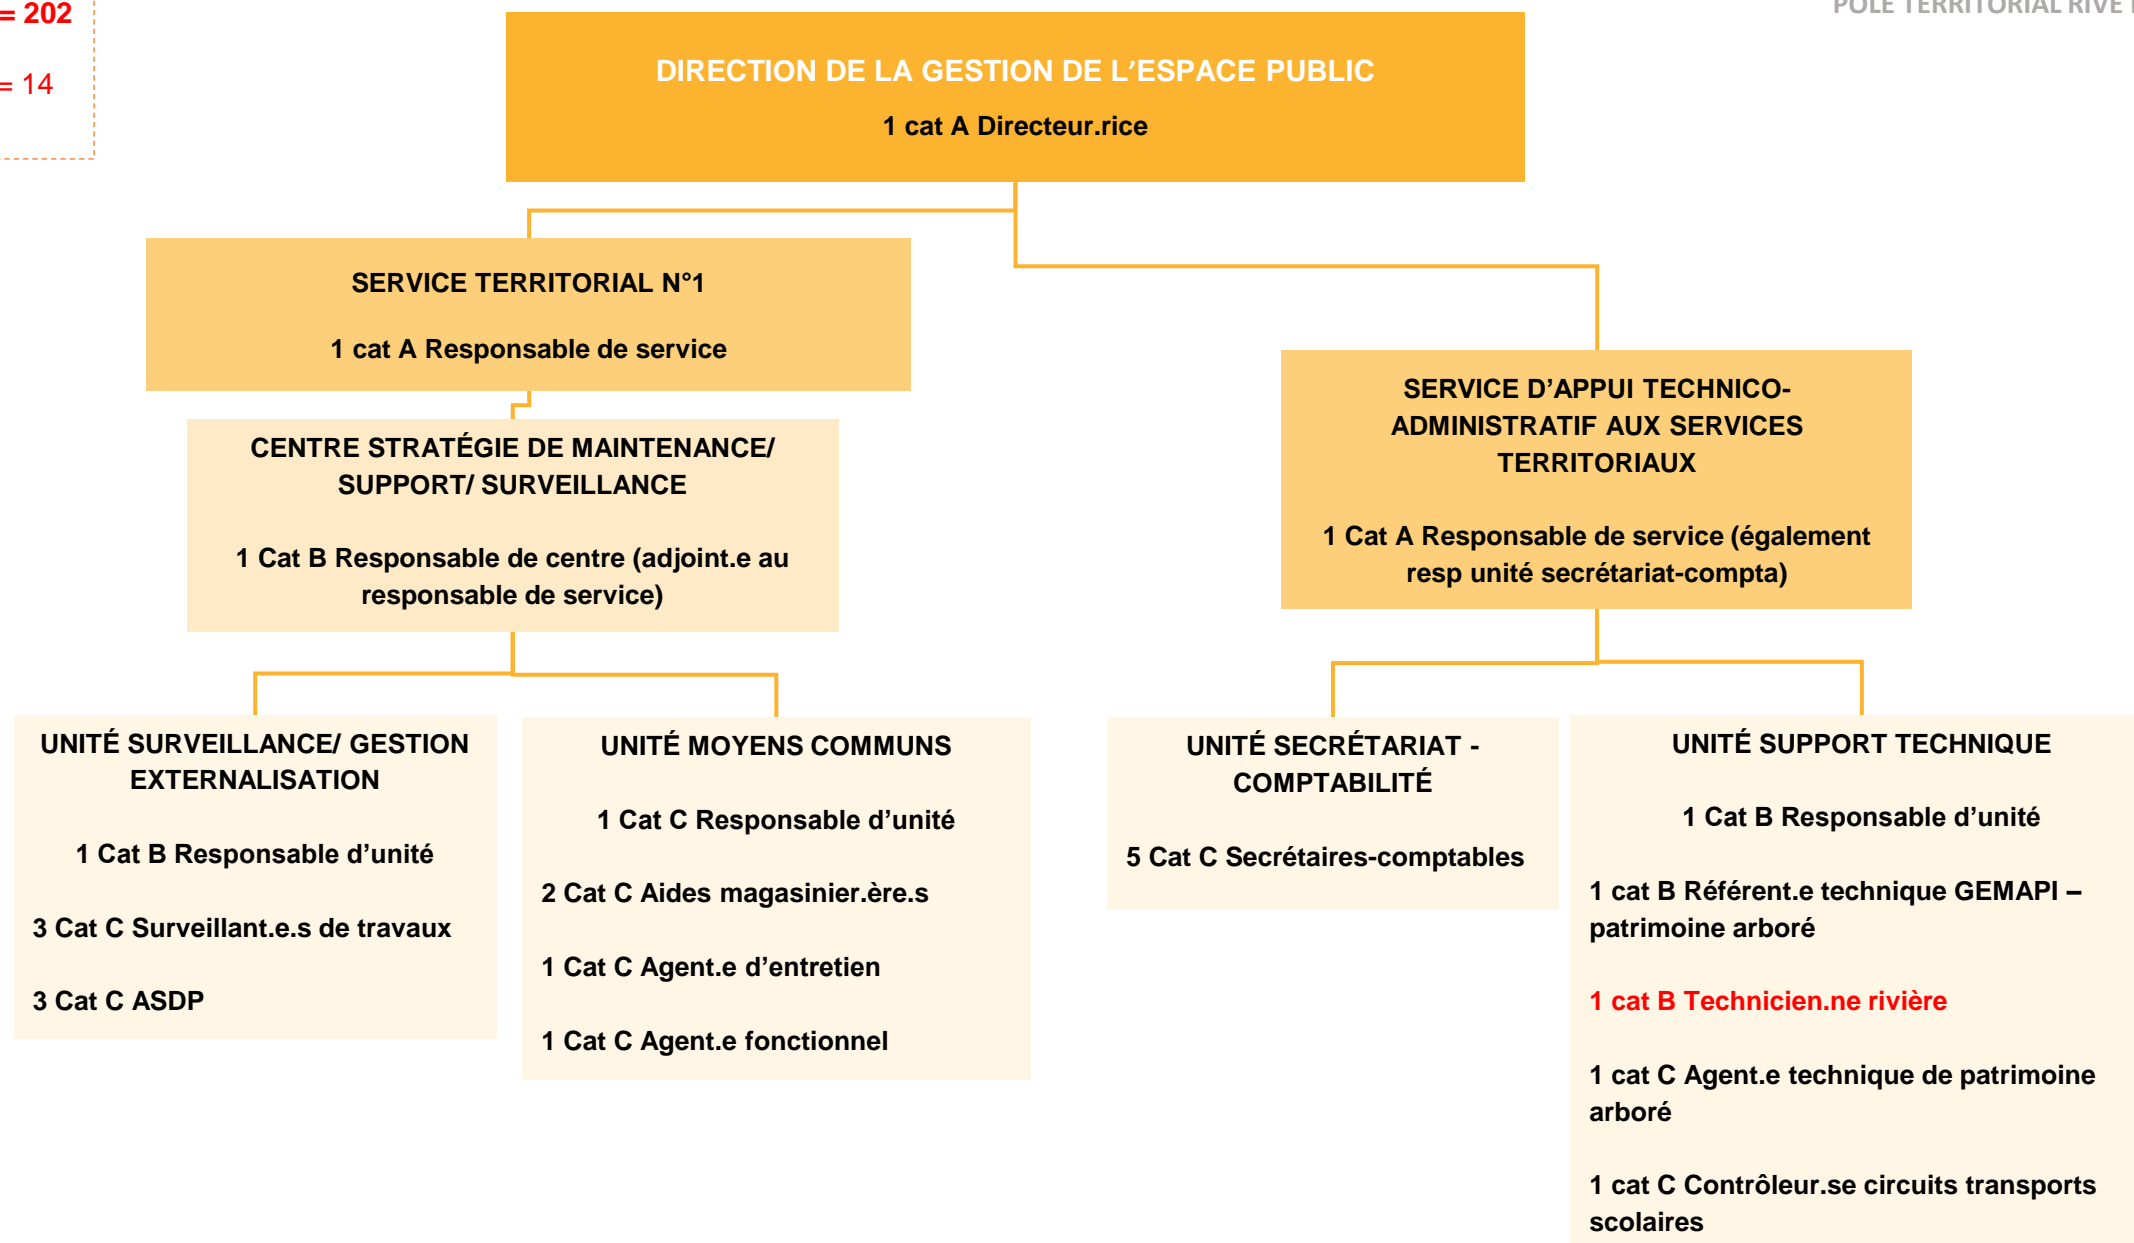 = 202
= 14
PÔLE TERRITORIAL RIVE
DIRECTION DE LA GESTION DE L’ESPACE PUBLIC
1 cat A Directeur.rice
SERVICE TERRITORIAL N°1
1 cat A Responsable de service
CENTRE STRATÉGIE DE MAINTENANCE/
SUPPORT/ SURVEILLANCE
1 Cat B Responsable de centre (adjoint.e au
responsable de service)
SERVICE D’APPUI TECHNICO-
ADMINISTRATIF AUX SERVICES
TERRITORIAUX
1 Cat A Responsable de service (également
resp unité secrétariat-compta)
UNITÉ SURVEILLANCE/ GESTION
EXTERNALISATION
1 Cat B Responsable d’unité
3 Cat C Surveillant.e.s de travaux
3 Cat C ASDP
UNITÉ MOYENS COMMUNS
1 Cat C Responsable d’unité
2 Cat C Aides magasinier.ère.s
1 Cat C Agent.e d’entretien
1 Cat C Agent.e fonctionnel
UNITÉ SECRÉTARIAT -
COMPTABILITÉ
5 Cat C Secrétaires-comptables
UNITÉ SUPPORT TECHNIQUE
1 Cat B Responsable d’unité
1 cat B Référent.e technique GEMAPI –
patrimoine arboré
1 cat B Technicien.ne rivière
1 cat C Agent.e technique de patrimoine
arboré
1 cat C Contrôleur.se circuits transports
scolaires